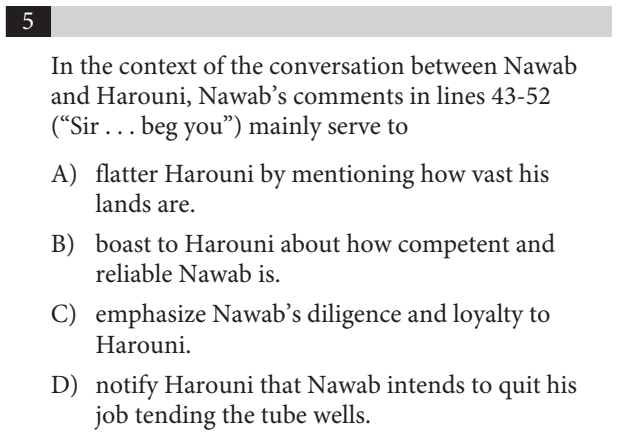 5
In the context of the conversation between Nawab
and Harouni, Nawab’s comments in lines 43-52
(“Sir . . . beg you”) mainly serve to
A) flatter Harouni by mentioning how vast his
lands are.
B) boast to Harouni about how competent and
reliable Nawab is.
C) emphasize Nawab’s diligence and loyalty to
Harouni.
D) notify Harouni that Nawab intends to quit his
job tending the tube wells.